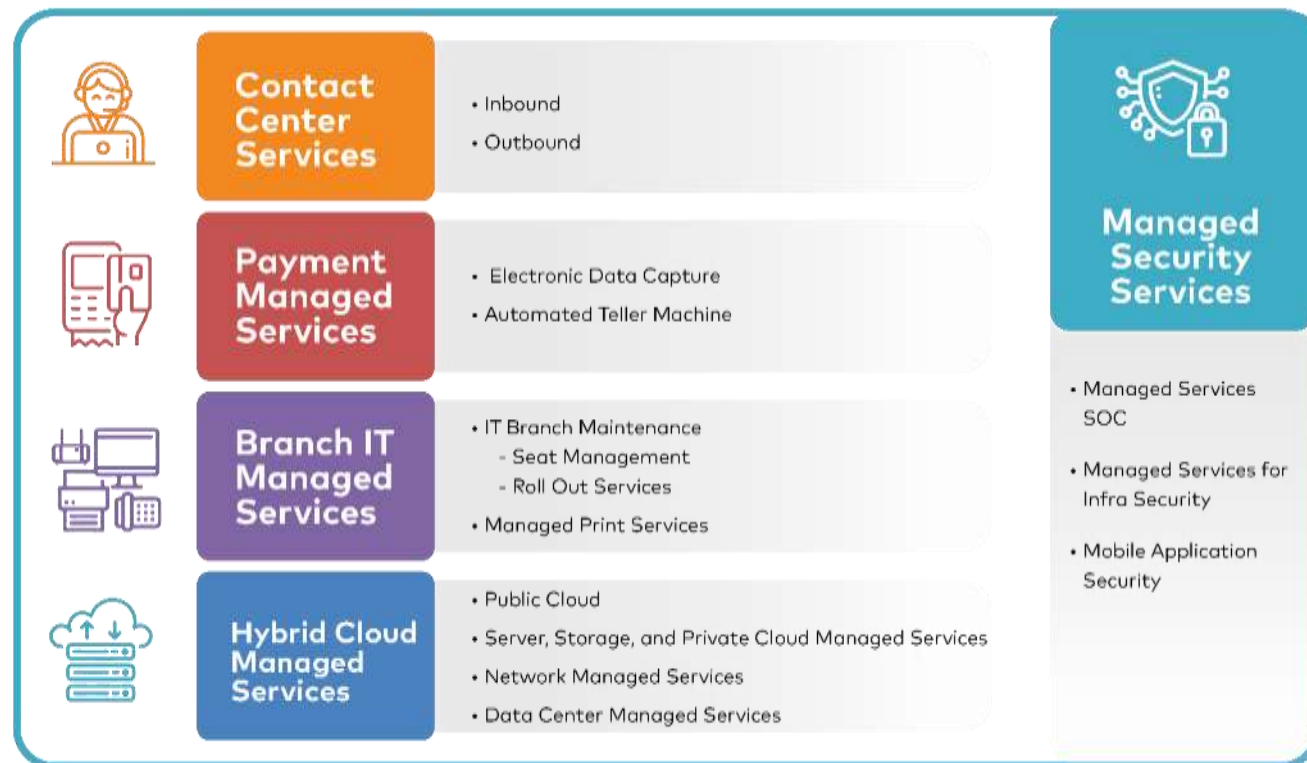 Contact
Center
Services
• Inbound
• Outbound
Payment
Managed
Services
• Electronic Data Capture
• Automated Teller Machine
Branch IT
Managed
Services
• IT Branch Maintenance
- Seat Management
- Roll Out Services
• Managed Print Services
Hybrid Cloud
Managed
Services
• Public Cloud
• Server, Storage, and Private Cloud Managed Services
• Network Managed Services
• Data Center Managed Services
Managed
Security
Services
• Managed Services
SOC
• Managed Services for
Infra Security
• Mobile Application
Security